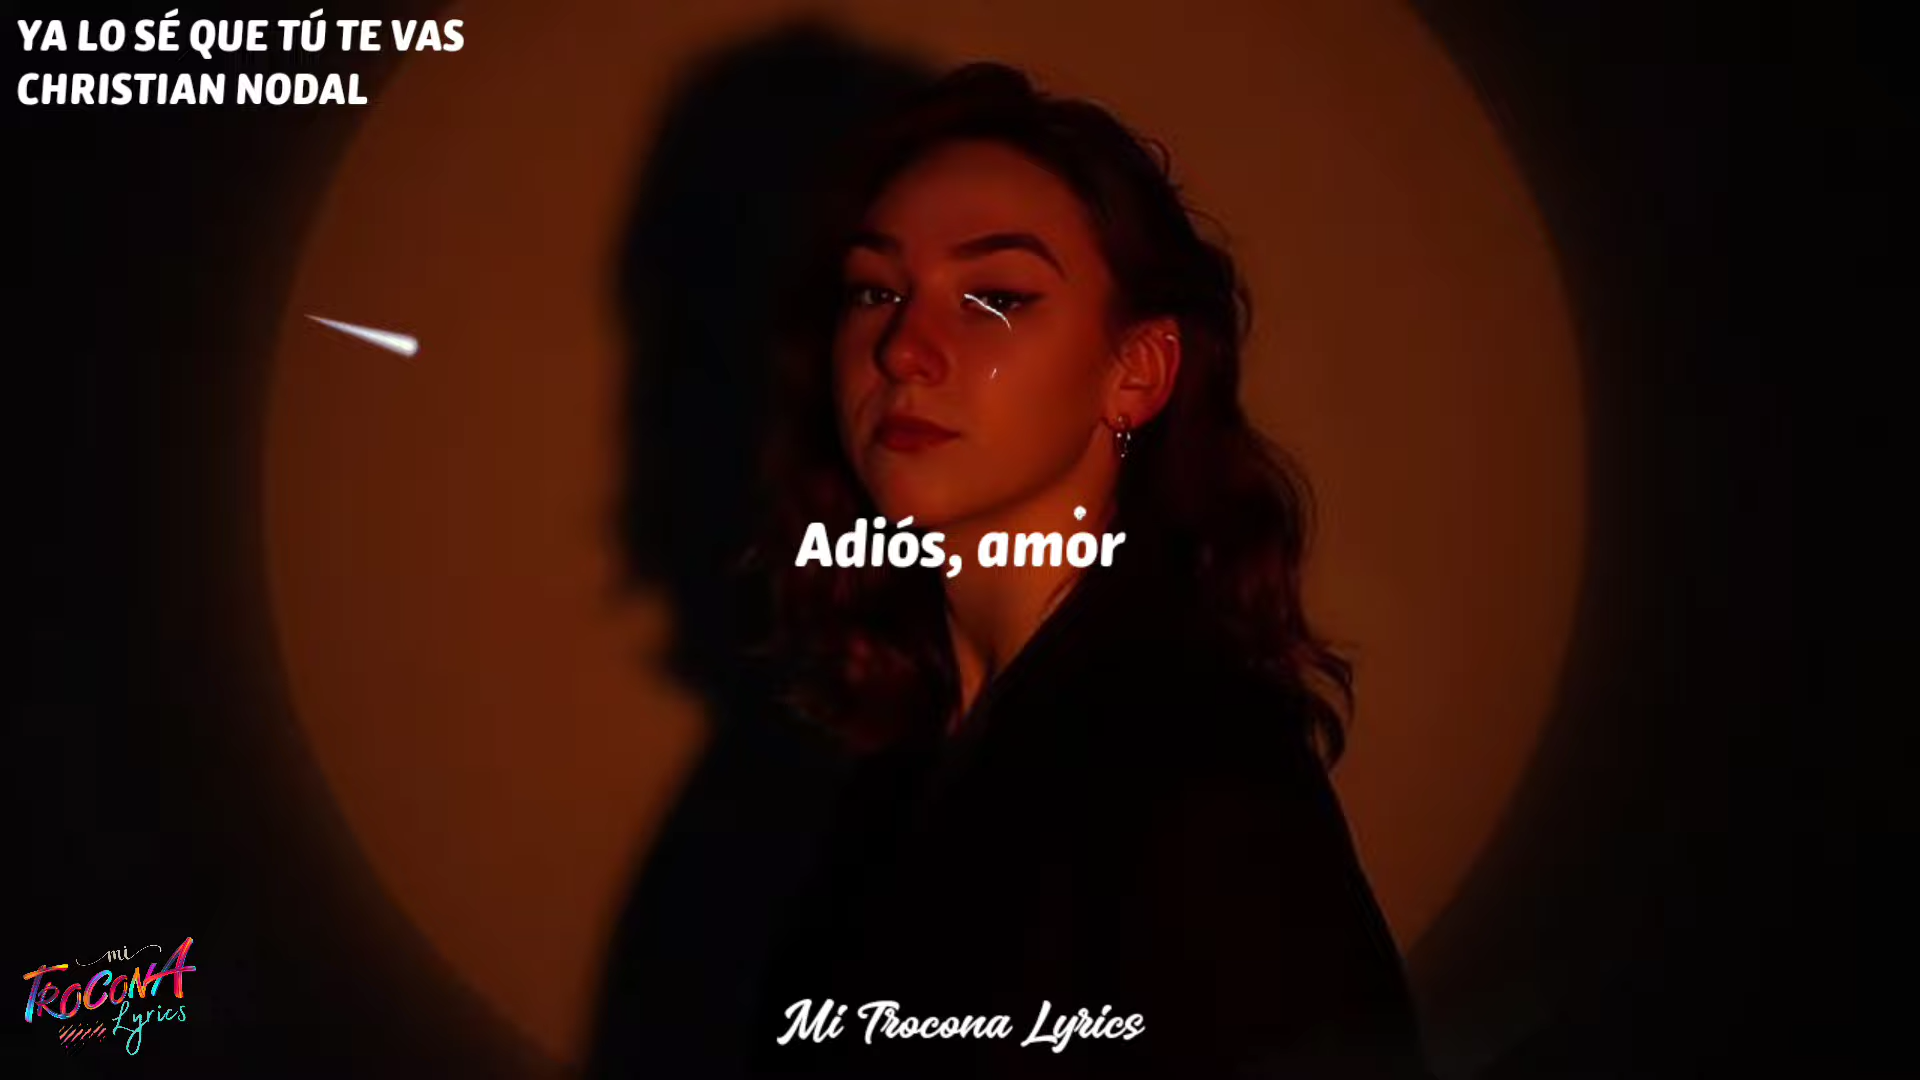 YA LO SÉ QUE TÚ TE VAS
CHRISTIAN NODAL
Adiós, amor
mi
TROCONA
Lyrics
Mi Trocona Lyrics